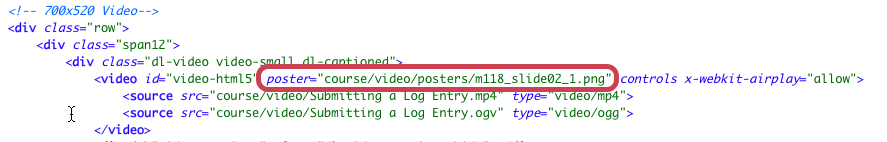 <!-- 700x520 Video-->
<div class="row">
<div class="span12">
<div class="dl-video video-small dl-captioned">
<video id="video-html5" poster="course/video/posters/m118_slide02_1.png" controls x-webkit-airplay="allow">
<source src="course/video/Submitting a Log Entry.mp4" type="video/mp4">
<source src="course/video/Submitting a Log Entry.ogv" type="video/ogg">
</video>